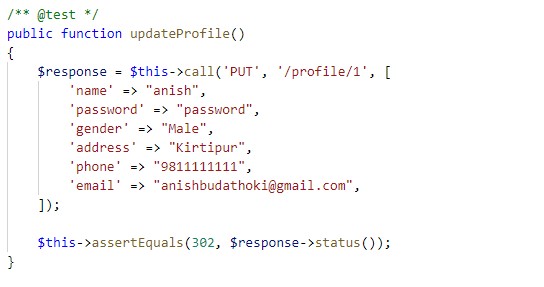 /** @test */
public function updateProfile()
{
    $response = $this->call('PUT', '/profile/1', [
        'name' => "anish",
        'password' => "password",
        'gender' => "Male",
        'address' => "Kirtipur",
        'phone' => "9811111111",
        'email' => "anishbudathoki@gmail.com",
    ]);
    $this->assertEquals(302, $response->status());
}